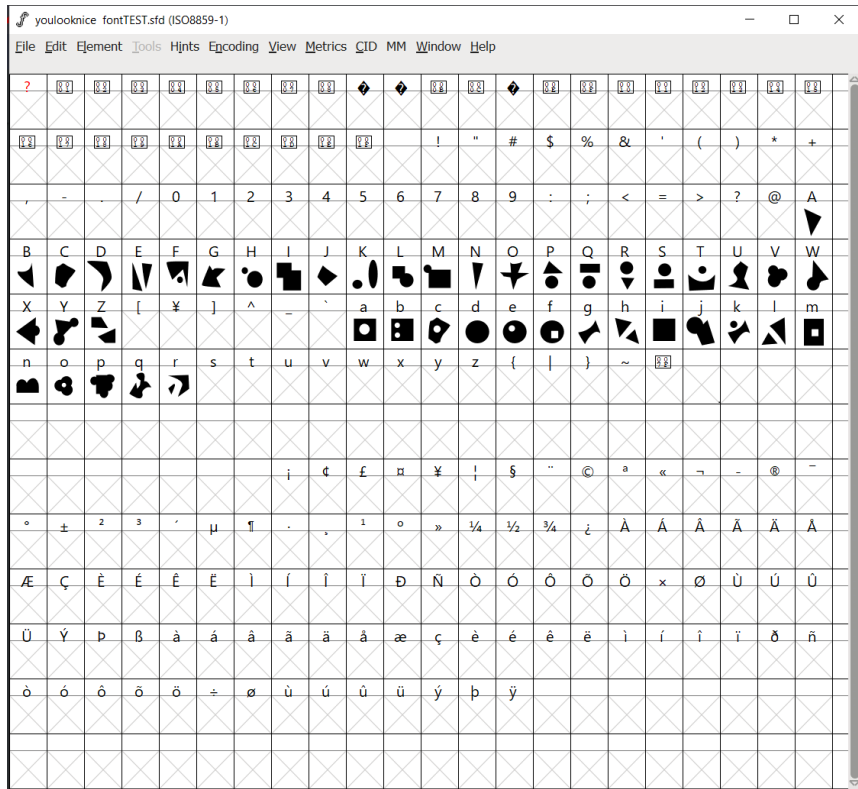 youlooknice fontTEST.sfd (ISO8859-1)
File Edit Element Tools Hints Encoding View Metrics CID MM Window Help
?
! " # $ % & ' ( ) * +
, - . / 0 1 2 3 4 5 6 7 8 9 : ; < = > ? @ A
B C D E F G H I J K L M N O P Q R S T U V W
X Y Z [ ¥ ] ^ _ ` a b c d e f g h i j k l m
n o p q r s t u v w x y z { | } ~
¡ ¢ £ ¤ ¥ ¦ § ¨ © ª « ¬ - ® ¯
° ± ² ³ ´ µ ¶ · ¸ ¹ º » ¼ ½ ¾ ¿ À Á Â Ã Ä Å
Æ Ç È É Ê Ë Ì Í Î Ï Ð Ñ Ò Ó Ô Õ Ö × Ø Ù Ú Û
Ü Ý Þ ß à á â ã ä å æ ç è é ê ë ì í î ï ð ñ
ò ó ô õ ö ÷ ø ù ú û ü ý þ ÿ